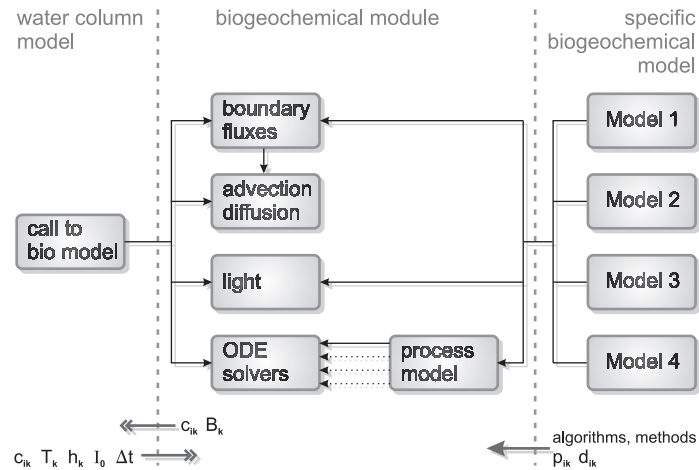 water column
model
biogeochemical module
specific
biogeochemical
model
boundary
fluxes
advection
diffusion
call to
bio model
light
ODE
solvers
process
model
Model 1
Model 2
Model 3
Model 4
cᵢₖ Bₖ
cᵢₖ Tₖ hₖ I₀ Δt
algorithms, methods
pᵢₖ dᵢₖ